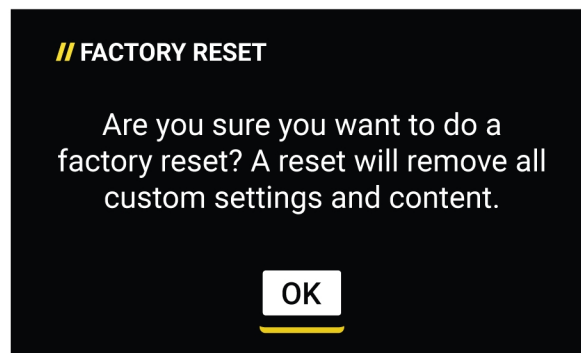 // FACTORY RESET
Are you sure you want to do a
factory reset? A reset will remove all
custom settings and content.
OK